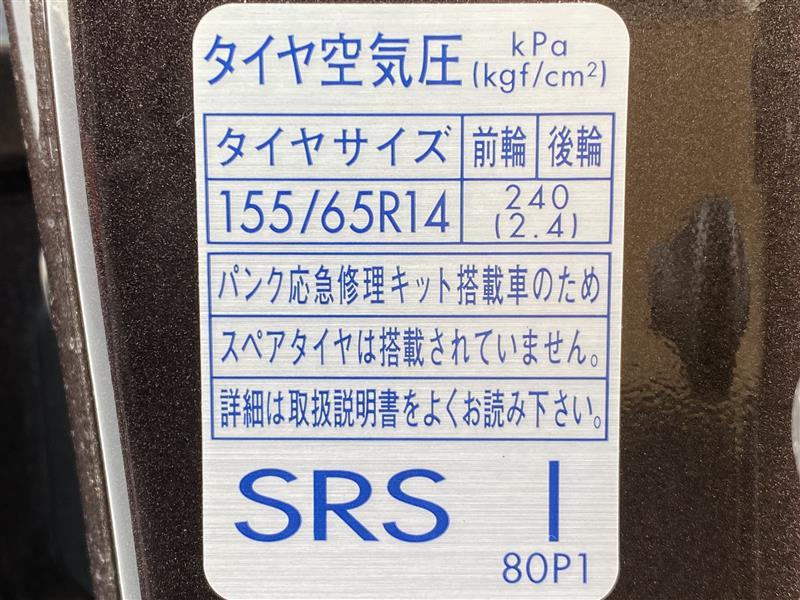 タイヤ空気圧 kPa (kgf/cm²)
タイヤサイズ 前輪 後輪
155/65R14 240 (2.4)
パンク応急修理キット搭載車のため
スペアタイヤは搭載されていません。
詳細は取扱説明書をよくお読み下さい。
SRS I
80P1